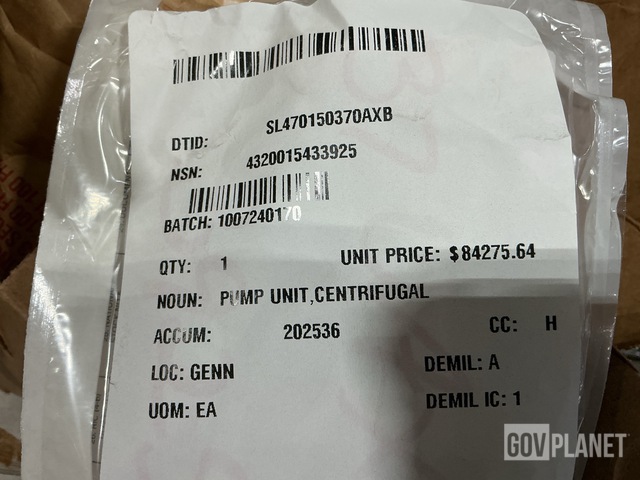 DTID: SL470150370AXB
NSN: 4320015433925
BATCH: 1007240170
QTY: 1 UNIT PRICE: $84275.64
NOUN: PUMP UNIT,CENTRIFUGAL
ACCUM: 202536 CC: H
LOC: GENN DEMIL: A
UOM: EA DEMIL IC: 1
GOVPLANET